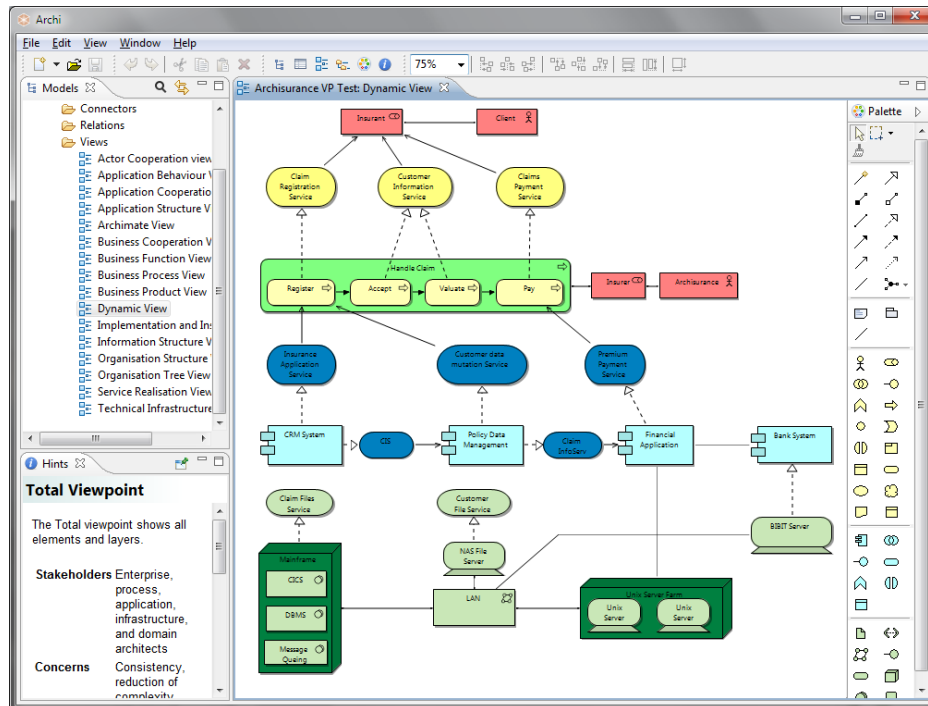 Archi
File Edit View Window Help
75%
Models
Connectors
Relations
Views
Actor Cooperation view
Application Behaviour
Application Cooperatio
Application Structure V
Archimate View
Business Cooperation V
Business Function View
Business Process View
Business Product View
Dynamic View
Implementation and In
Information Structure V
Organisation Structure
Organisation Tree View
Service Realisation View
Technical Infrastructure
Hints
Total Viewpoint
The Total viewpoint shows all
elements and layers.
Stakeholders Enterprise,
process,
application,
infrastructure,
and domain
architects
Concerns Consistency,
reduction of
complexity,
Archisurance VP Test: Dynamic View
Insurant
Client
Claim
Registration
Service
Customer
Information
Service
Claims
Payment
Service
Handle Claim
Register
Accept
Valuate
Pay
Insurer
Archisurance
Insurance
Application
Service
Customer data
mutation Service
Premium
Payment
Service
CRM System
CIS
Policy Data
Management
Claim
InfoServ
Financial
Application
Bank System
Claim Files
Service
Customer
File Service
BIBIT Server
Mainframe
CICS
DBMS
Message
Queing
NAS File
Server
LAN
Unix Server Farm
Unix
Server
Unix
Server
Palette